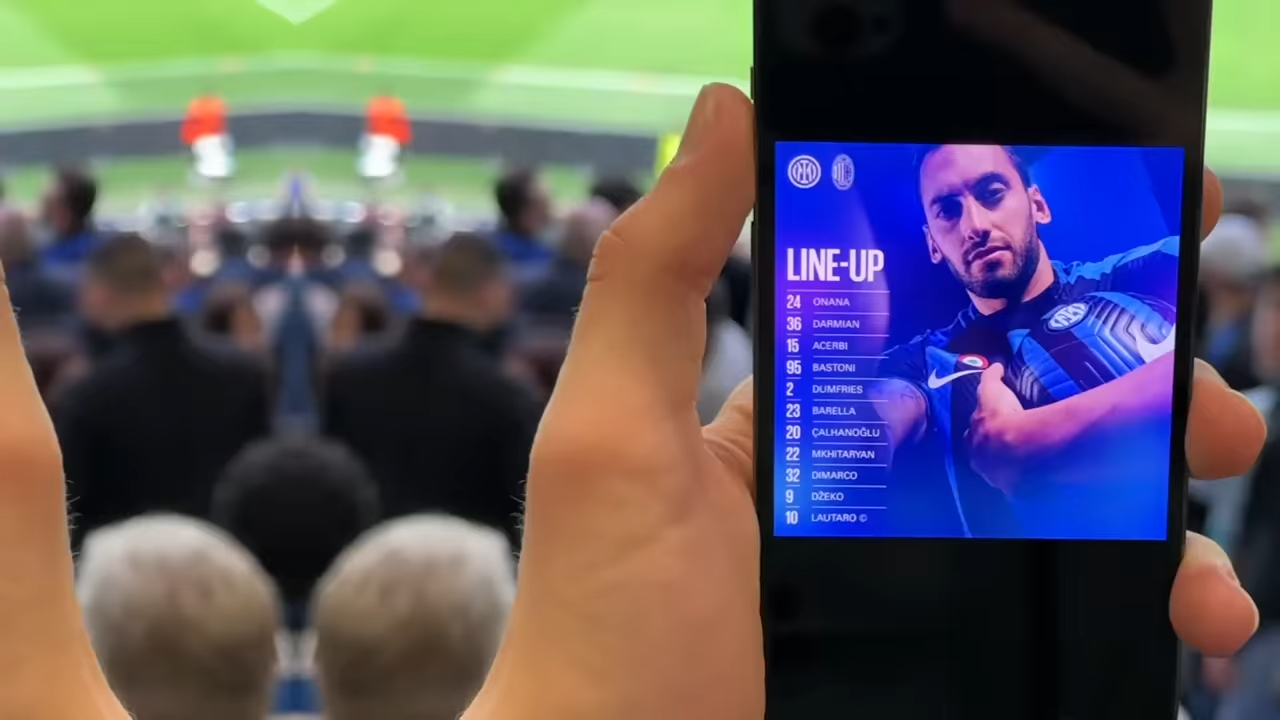 LINE-UP
24 ONANA
36 DARMIAN
15 ACERBI
95 BASTONI
2 DUMFRIES
23 BARELLA
20 ÇALHANOĞLU
22 MKHITARYAN
32 DIMARCO
9 DŽEKO
10 LAUTARO ©